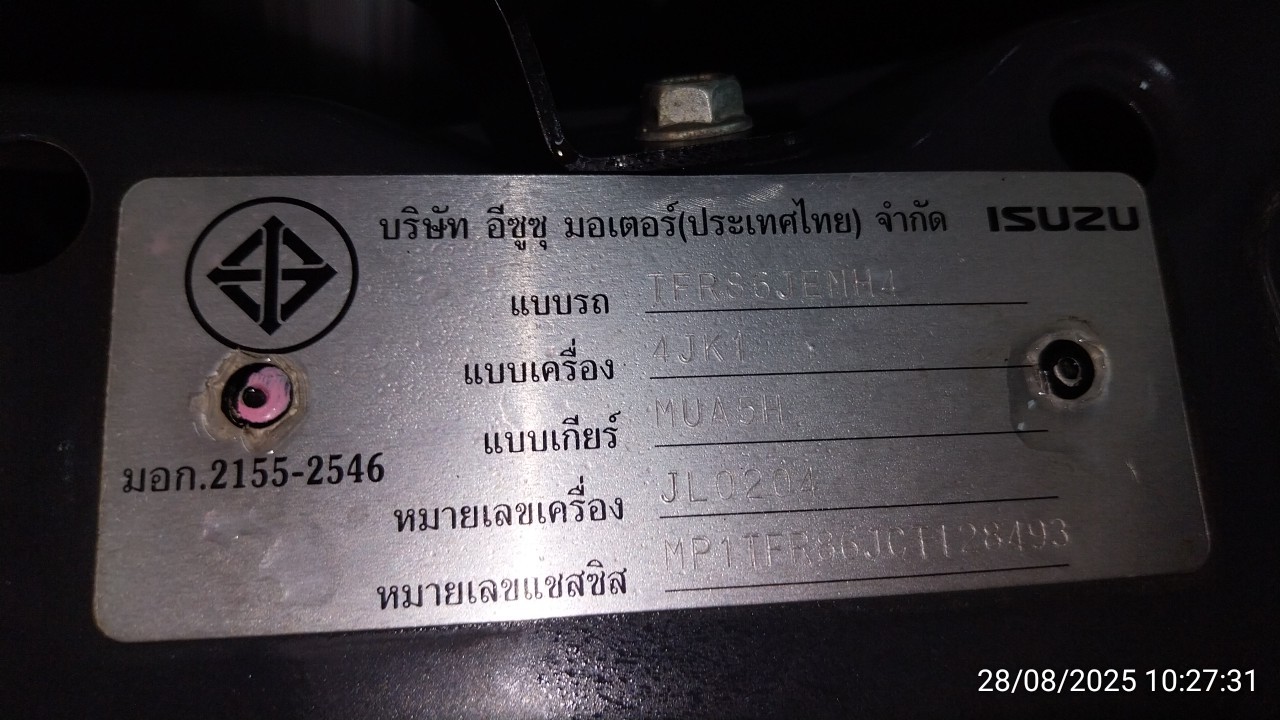 บริษัท อีซูซุ มอเตอร์(ประเทศไทย) จำกัด ISUZU
แบบรถ TFR86JEMH4
แบบเครื่อง 4JK1
แบบเกียร์ MUA5H
มอก.2155-2546
หมายเลขเครื่อง
หมายเลขแชสซิส MP1TFR86JCT128493
28/08/2025 10:27:31